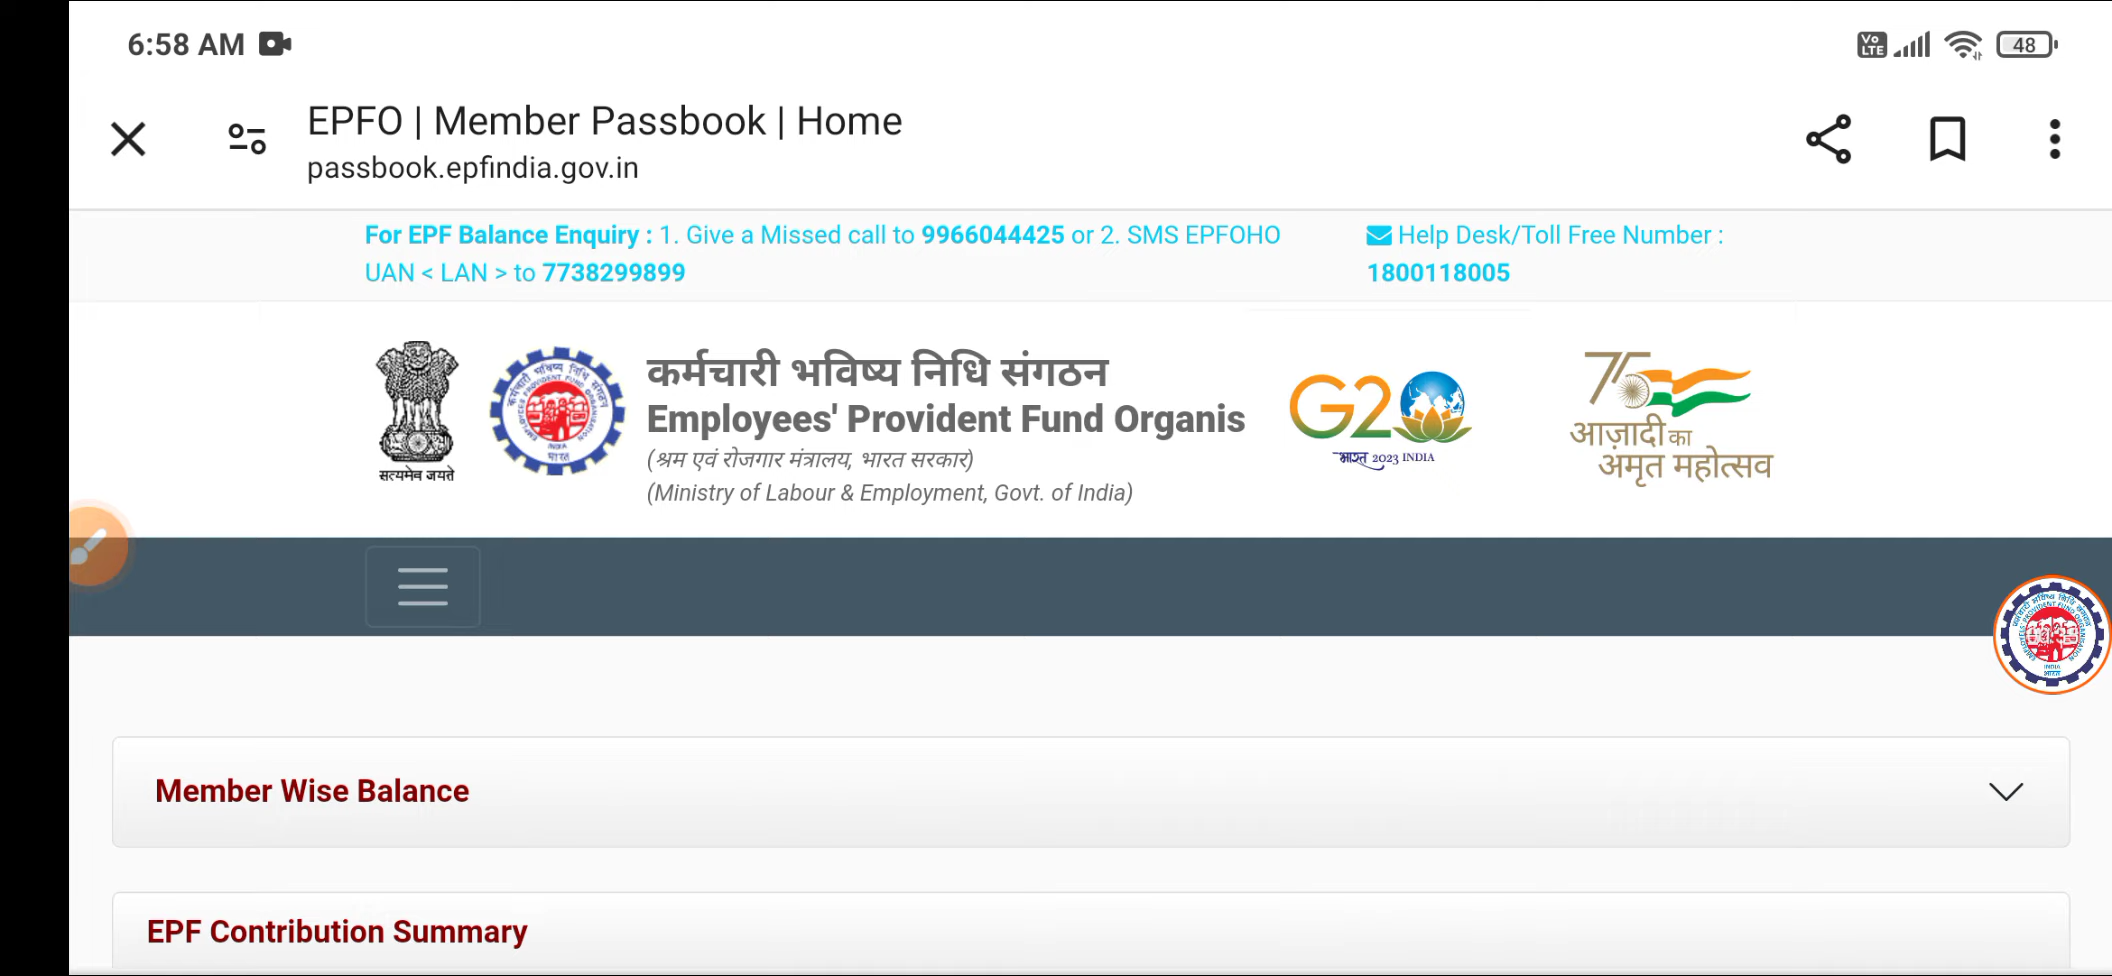 6:58 AM
Vo LTE
48
EPFO | Member Passbook | Home
passbook.epfindia.gov.in
For EPF Balance Enquiry : 1. Give a Missed call to 9966044425 or 2. SMS EPFOHO
UAN < LAN > to 7738299899
Help Desk/Toll Free Number :
1800118005
सत्यमेव जयते
कर्मचारी भविष्य निधि संगठन
Employees' Provident Fund Organis
(श्रम एवं रोजगार मंत्रालय, भारत सरकार)
(Ministry of Labour & Employment, Govt. of India)
G20
भारत 2023 INDIA
75
आज़ादी का
अमृत महोत्सव
Member Wise Balance
EPF Contribution Summary